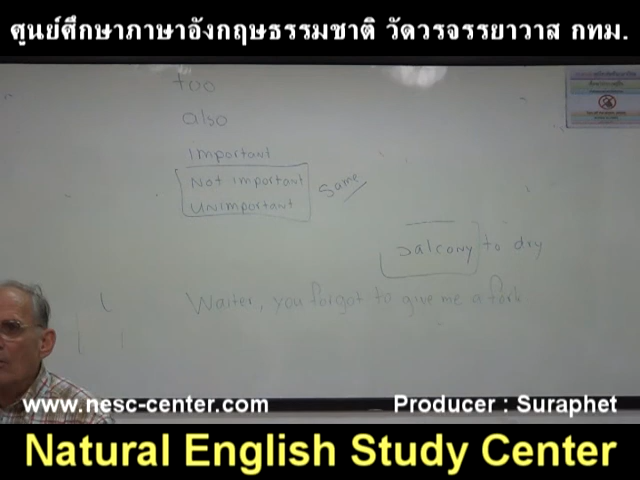 ศูนย์ศึกษาภาษาอังกฤษธรรมชาติ วัดวรจรรยาวาส กทม.
too
also
Important
Not important
Same
Unimportant
balcony to dry
Waiter, you forgot to give me a fork
www.nesc-center.com
Producer : Suraphet
Natural English Study Center